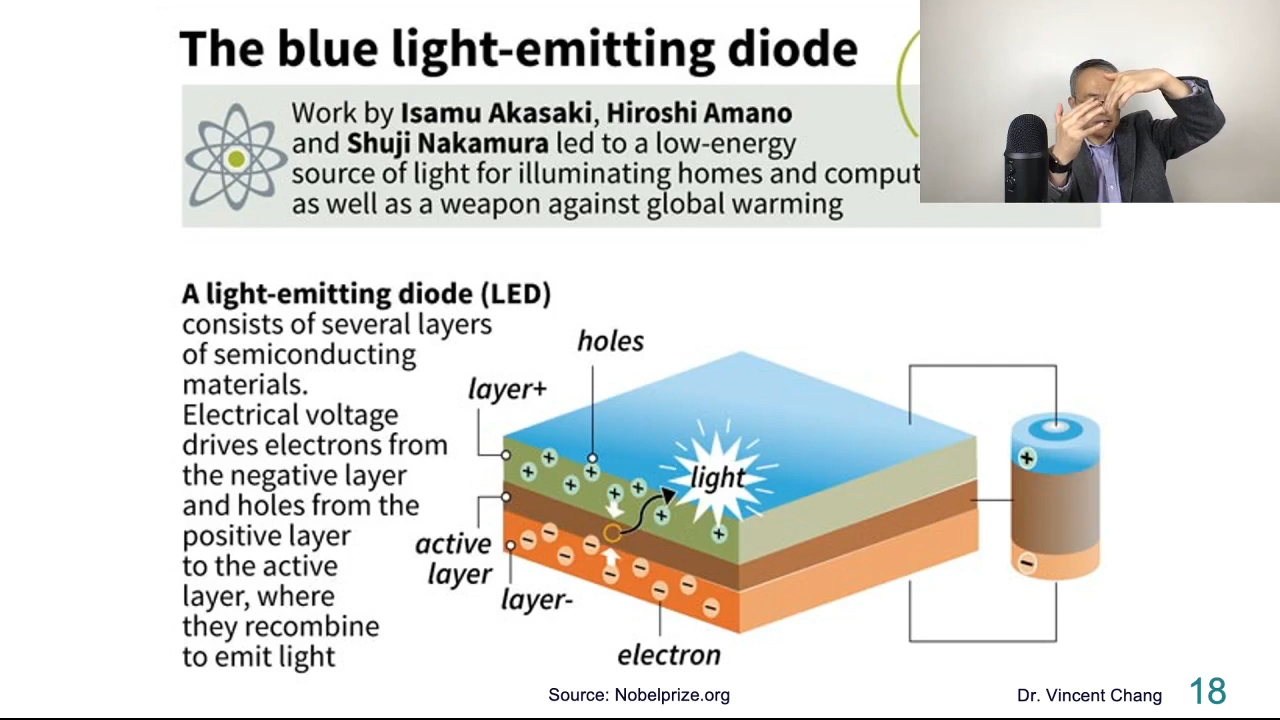 The blue light-emitting diode
Work by Isamu Akasaki, Hiroshi Amano
and Shuji Nakamura led to a low-energy
source of light for illuminating homes and comput
as well as a weapon against global warming
A light-emitting diode (LED)
consists of several layers
of semiconducting
materials.
Electrical voltage
drives electrons from
the negative layer
and holes from the
positive layer
to the active
layer, where
they recombine
to emit light
holes
layer+
light
active
layer
layer-
electron
Source: Nobelprize.org
Dr. Vincent Chang
18